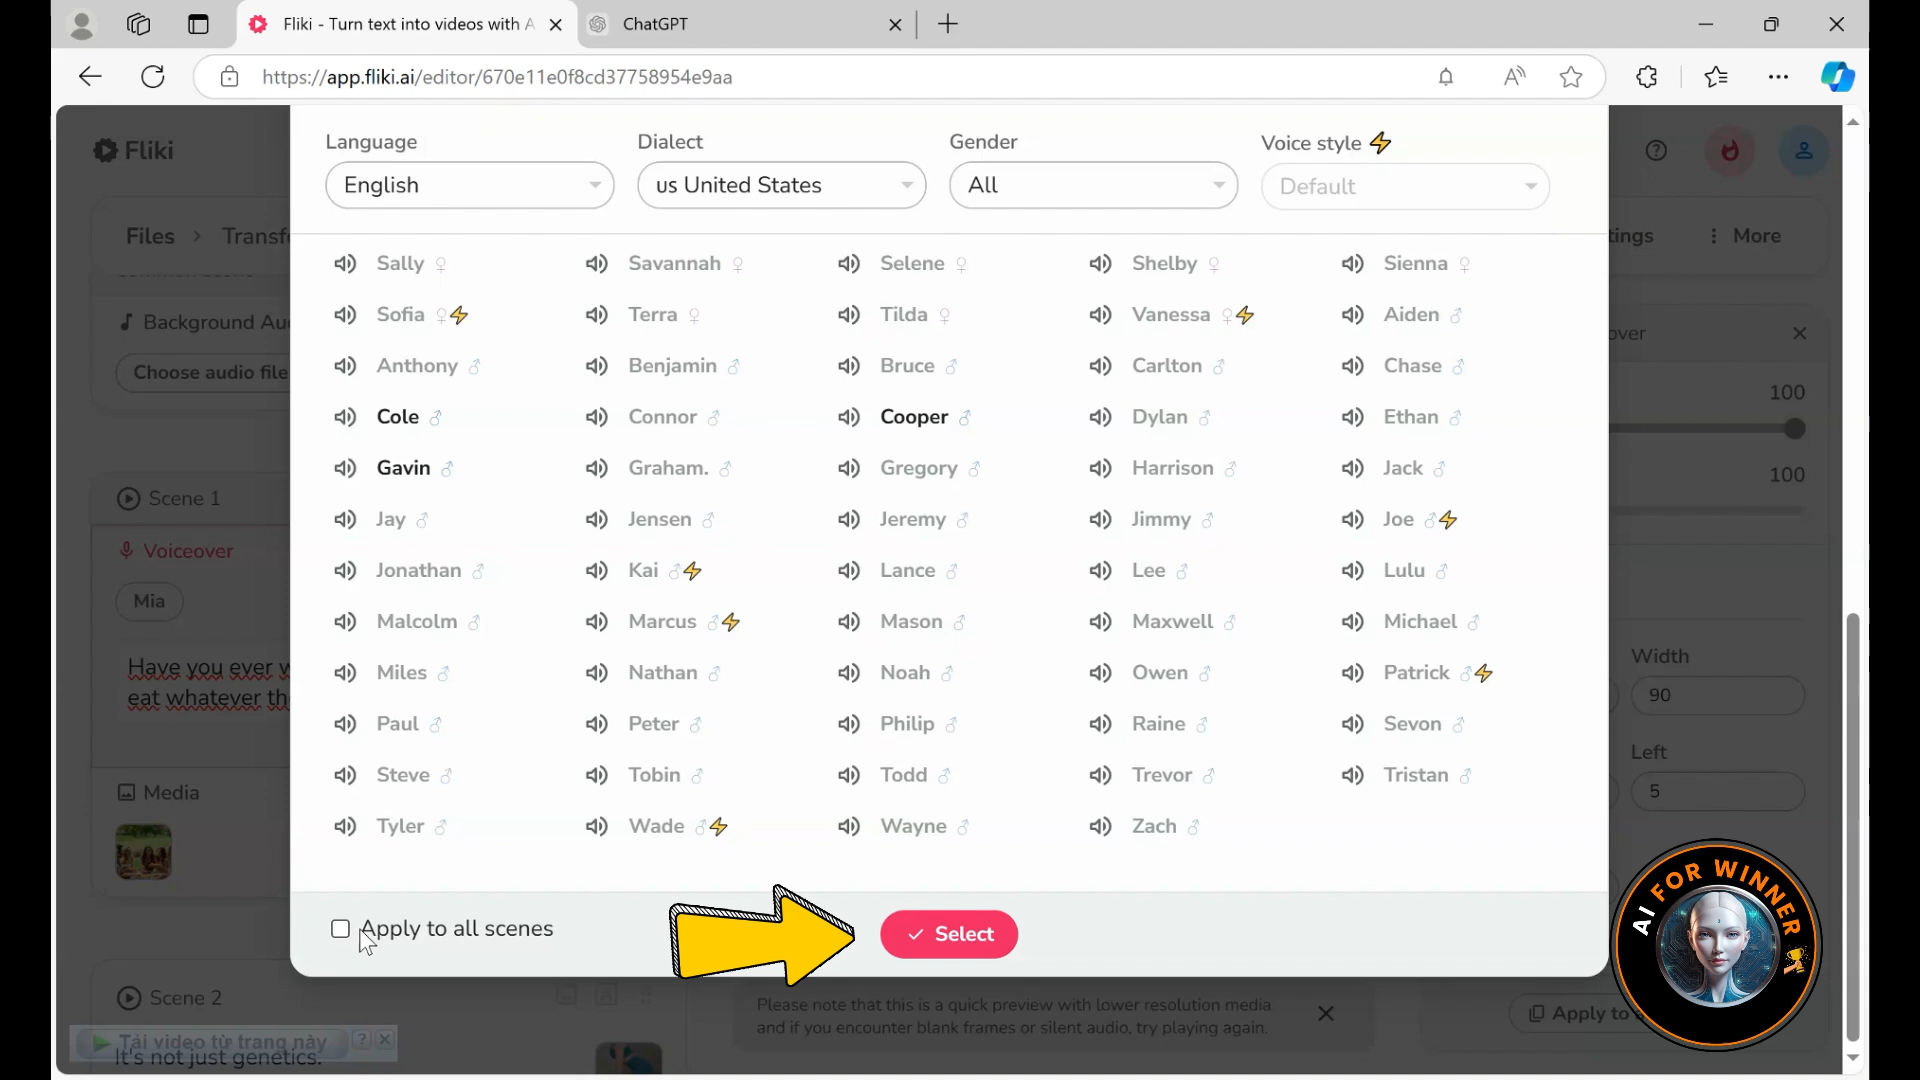 Fliki - Turn text into videos with A
ChatGPT
https://app.fliki.ai/editor/670e11e0f8cd37758954e9aa
Fliki
Language
Dialect
Gender
Voice style
English
us United States
All
Default
Files > Transf
tings
More
Sally
Savannah
Selene
Shelby
Sienna
Sofia
Terra
Tilda
Vanessa
Aiden
Background Au
over
Anthony
Benjamin
Bruce
Carlton
Chase
Choose audio file
100
Cole
Connor
Cooper
Dylan
Ethan
Gavin
Graham.
Gregory
Harrison
Jack
100
Scene 1
Jay
Jensen
Jeremy
Jimmy
Joe
Voiceover
Jonathan
Kai
Lance
Lee
Lulu
Mia
Malcolm
Marcus
Mason
Maxwell
Michael
Have you ever w
eat whatever th
Miles
Nathan
Noah
Owen
Patrick
Width
90
Paul
Peter
Philip
Raine
Sevon
Left
Steve
Tobin
Todd
Trevor
Tristan
5
Media
Tyler
Wade
Wayne
Zach
Apply to all scenes
Select
AI FOR WINNER
Scene 2
Please note that this is a quick preview with lower resolution media
and if you encounter blank frames or silent audio, try playing again.
Apply to
Tải video từ trang này
?
It's not just genetics.